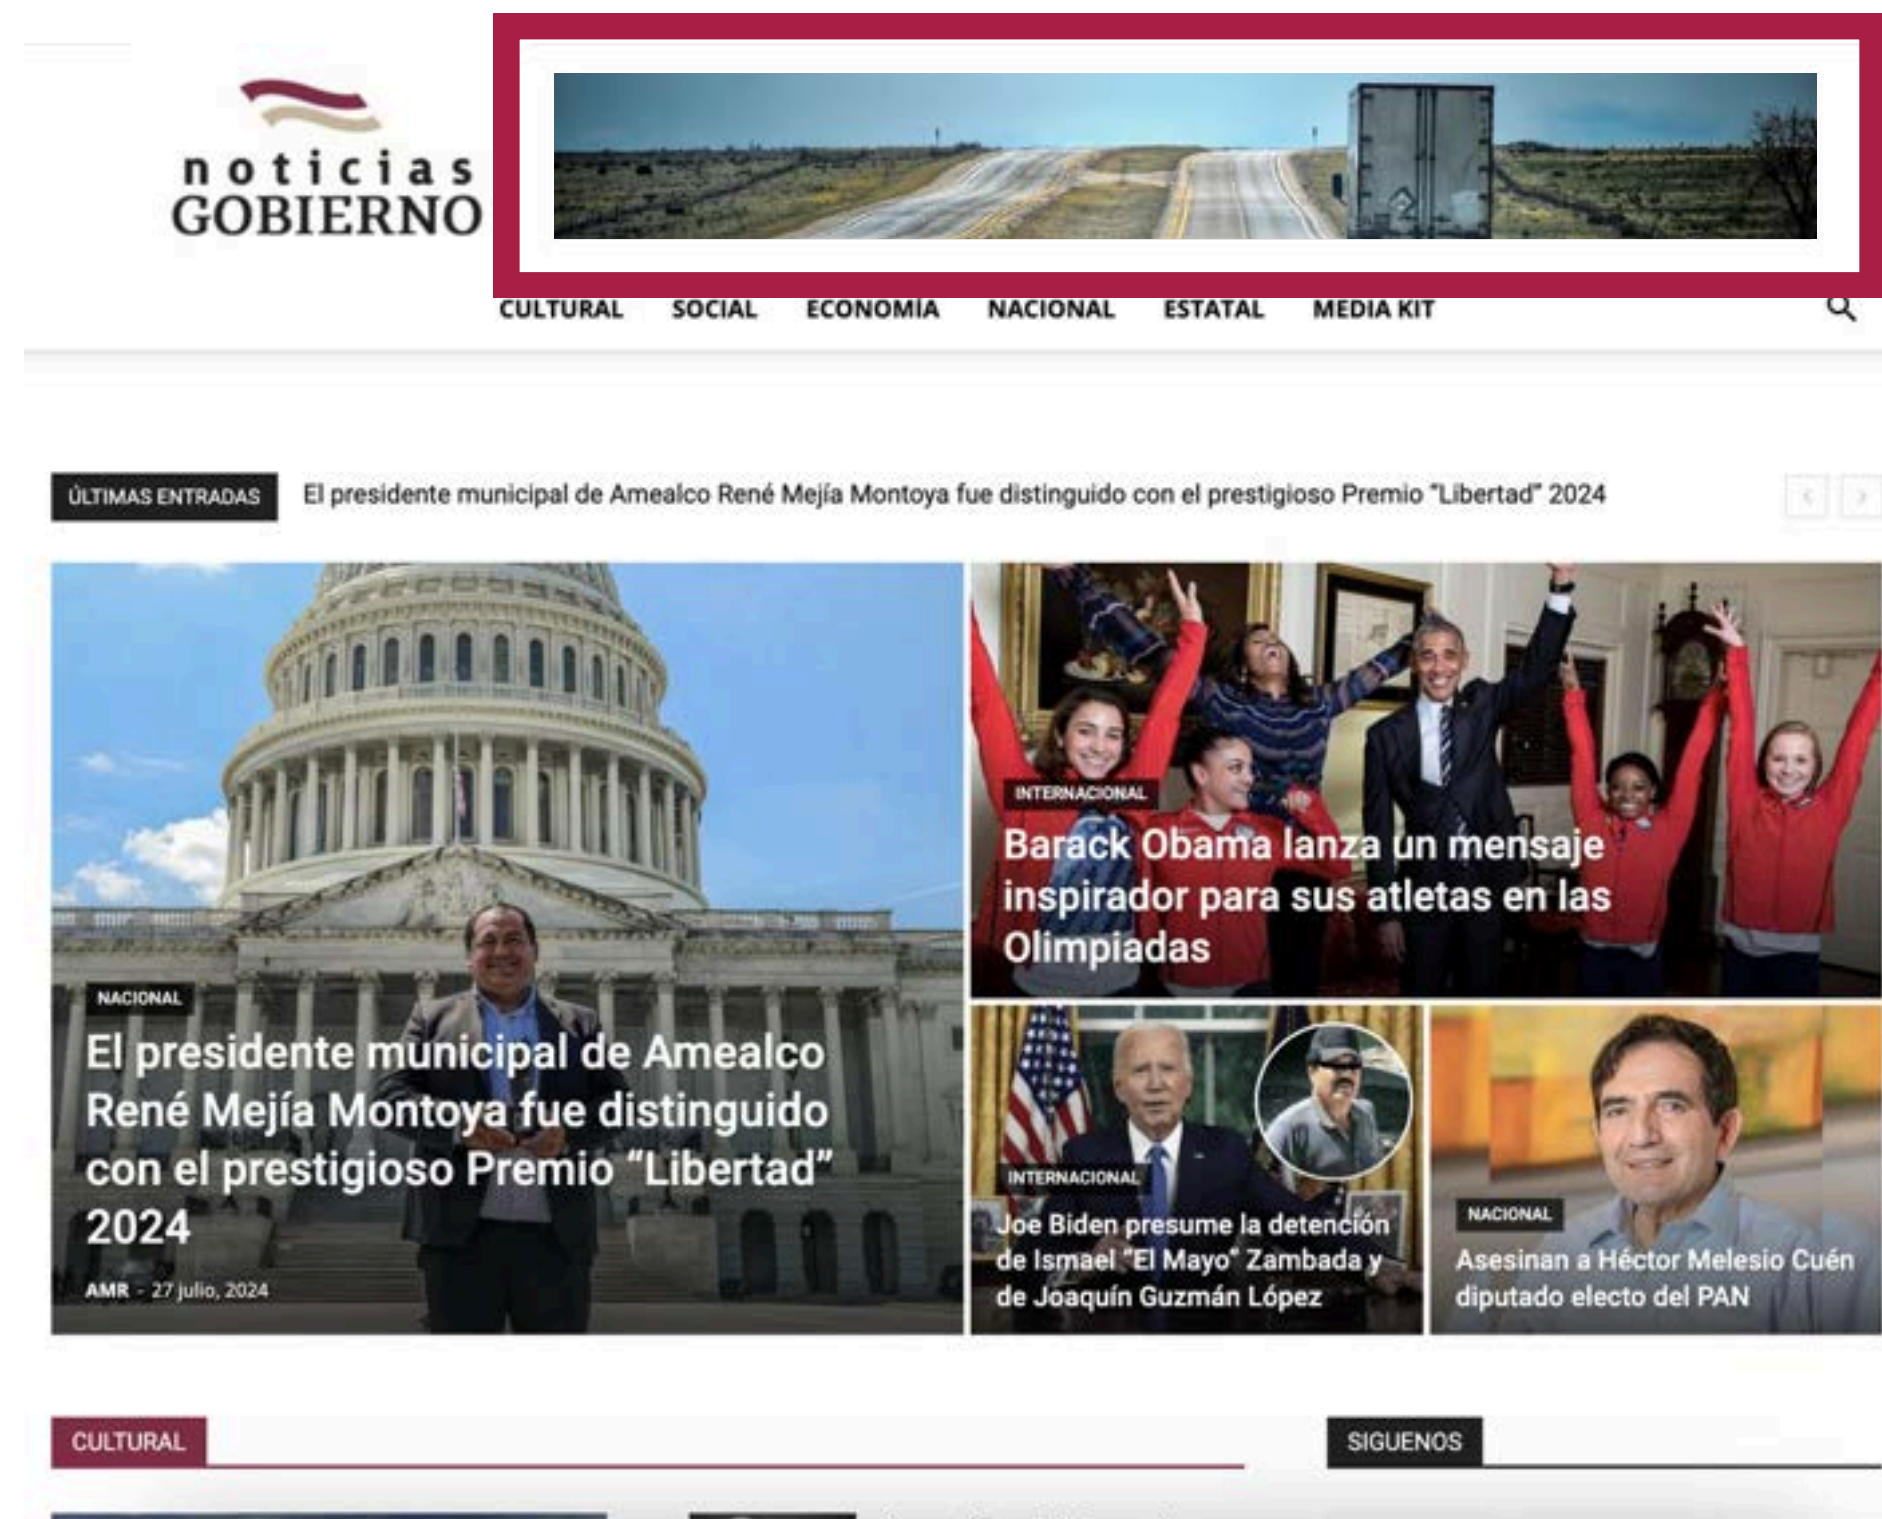 noticias
GOBIERNO
CULTURAL SOCIAL ECONOMÍA NACIONAL ESTATAL MEDIA KIT
ÚLTIMAS ENTRADAS El presidente municipal de Amealco René Mejía Montoya fue distinguido con el prestigioso Premio “Libertad” 2024
NACIONAL
El presidente municipal de Amealco
René Mejía Montoya fue distinguido
con el prestigioso Premio “Libertad”
2024
AMR - 27 julio, 2024
INTERNACIONAL
Barack Obama lanza un mensaje
inspirador para sus atletas en las
Olimpiadas
INTERNACIONAL
Joe Biden presume la detención
de Ismael “El Mayo” Zambada y
de Joaquín Guzmán López
NACIONAL
Asesinan a Héctor Melesio Cuén
diputado electo del PAN
CULTURAL
SIGUENOS